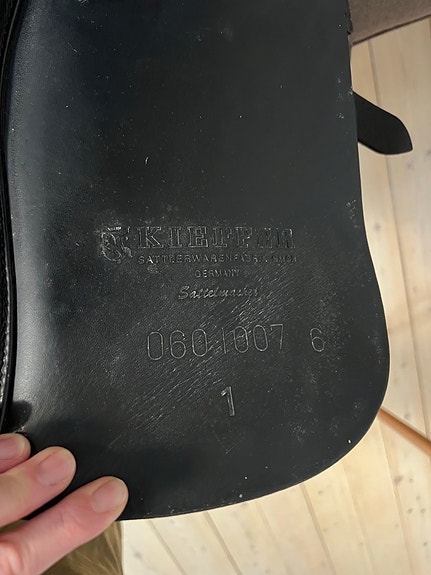 KIEFFER
SATTLERWARENFABRIK GMBH
GERMANY
Sattelmacher
0601007 6
1